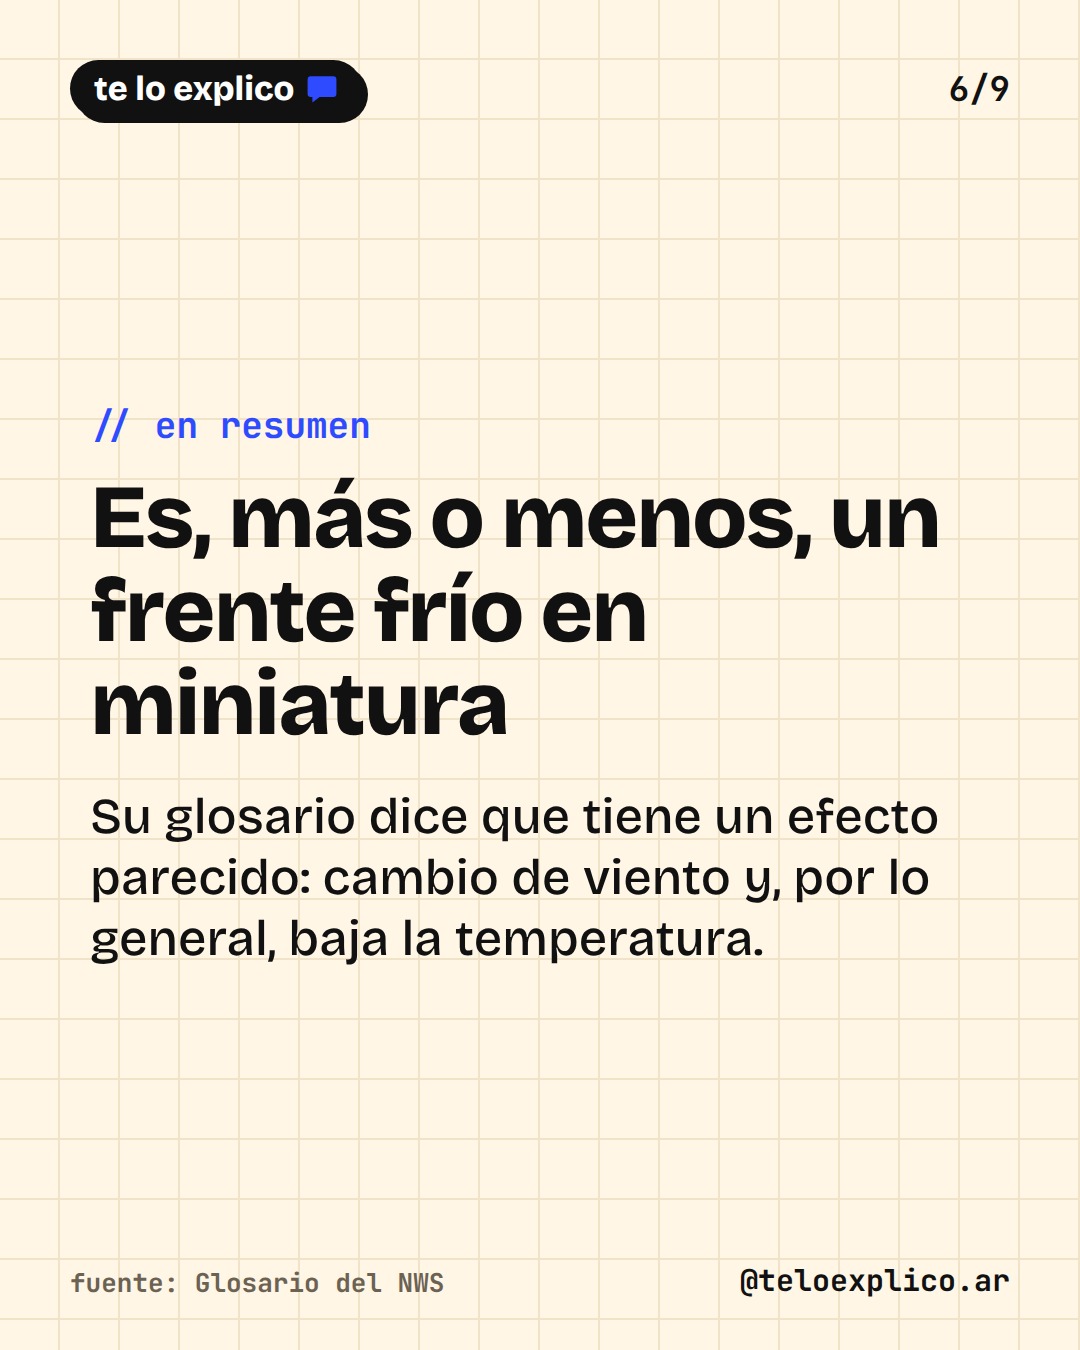 te lo explico
6/9
// en resumen
Es, más o menos, un
frente frío en
miniatura
Su glosario dice que tiene un efecto
parecido: cambio de viento y, por lo
general, baja la temperatura.
fuente: Glosario del NWS
@teloexplico.ar